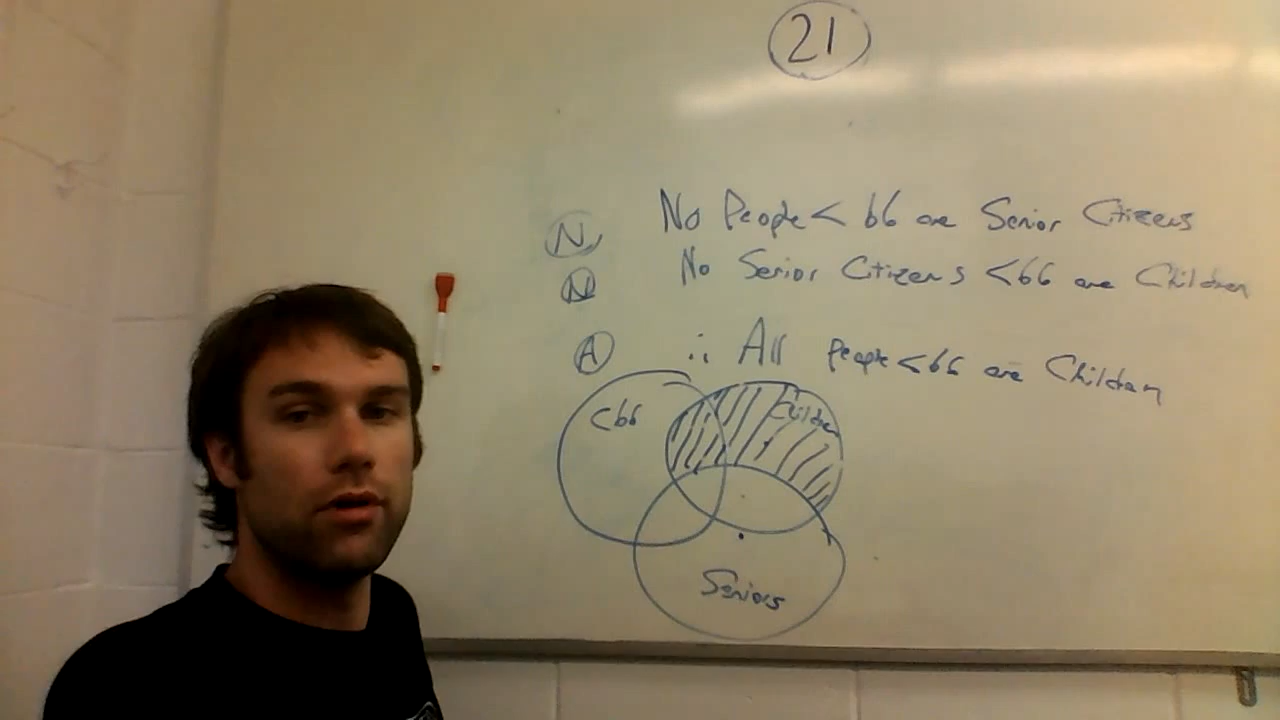 21
N No People < 66 are Senior Citizens
N No Senior Citizens <66 are Children
A ∴ All People <66 are Children
<66
Children
Seniors